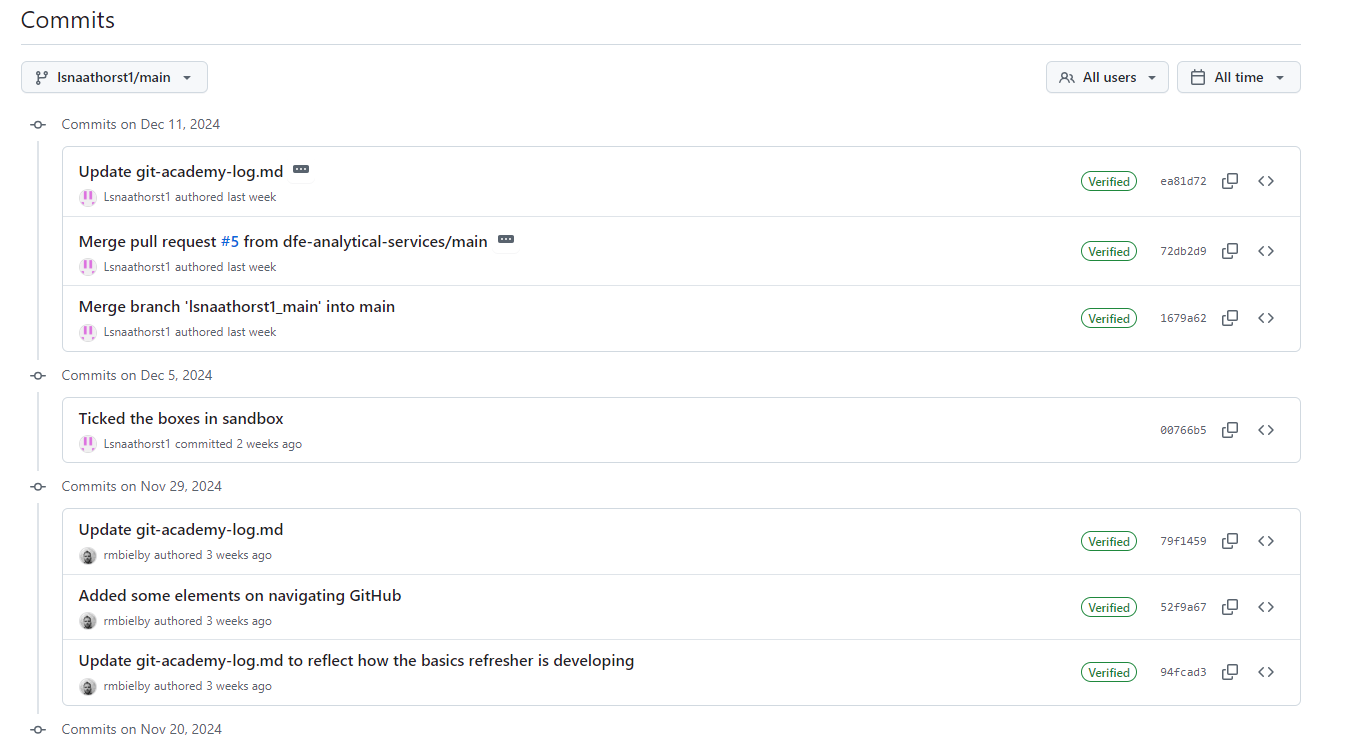 Commits
lsnaathorst1/main
All users
All time
Commits on Dec 11, 2024
Update git-academy-log.md
Verified
ea81d72
Lsnaathorst1 authored last week
Merge pull request #5 from dfe-analytical-services/main
Verified
72db2d9
Lsnaathorst1 authored last week
Merge branch 'lsnaathorst1_main' into main
Verified
1679a62
Lsnaathorst1 authored last week
Commits on Dec 5, 2024
Ticked the boxes in sandbox
00766b5
Lsnaathorst1 committed 2 weeks ago
Commits on Nov 29, 2024
Update git-academy-log.md
Verified
79f1459
rmbielby authored 3 weeks ago
Added some elements on navigating GitHub
Verified
52f9a67
rmbielby authored 3 weeks ago
Update git-academy-log.md to reflect how the basics refresher is developing
Verified
94fcad3
rmbielby authored 3 weeks ago
Commits on Nov 20, 2024